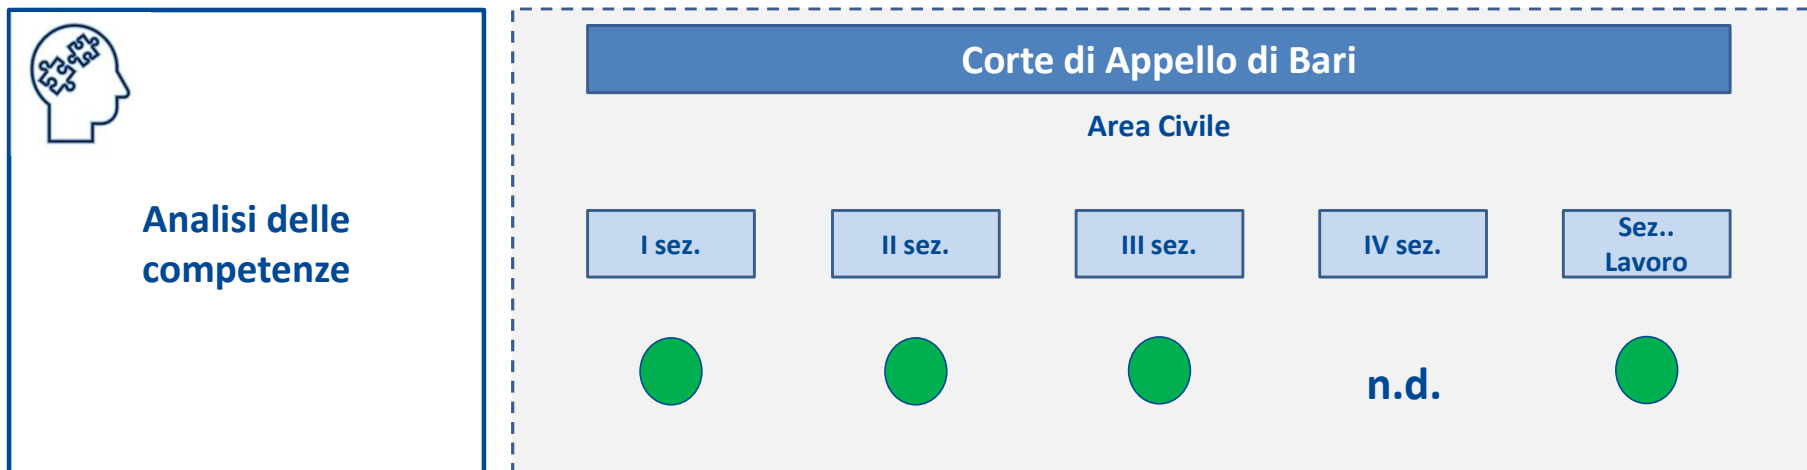 Analisi delle
competenze
Corte di Appello di Bari
Area Civile
I sez.
II sez.
III sez.
IV sez.
Sez..
Lavoro
n.d.